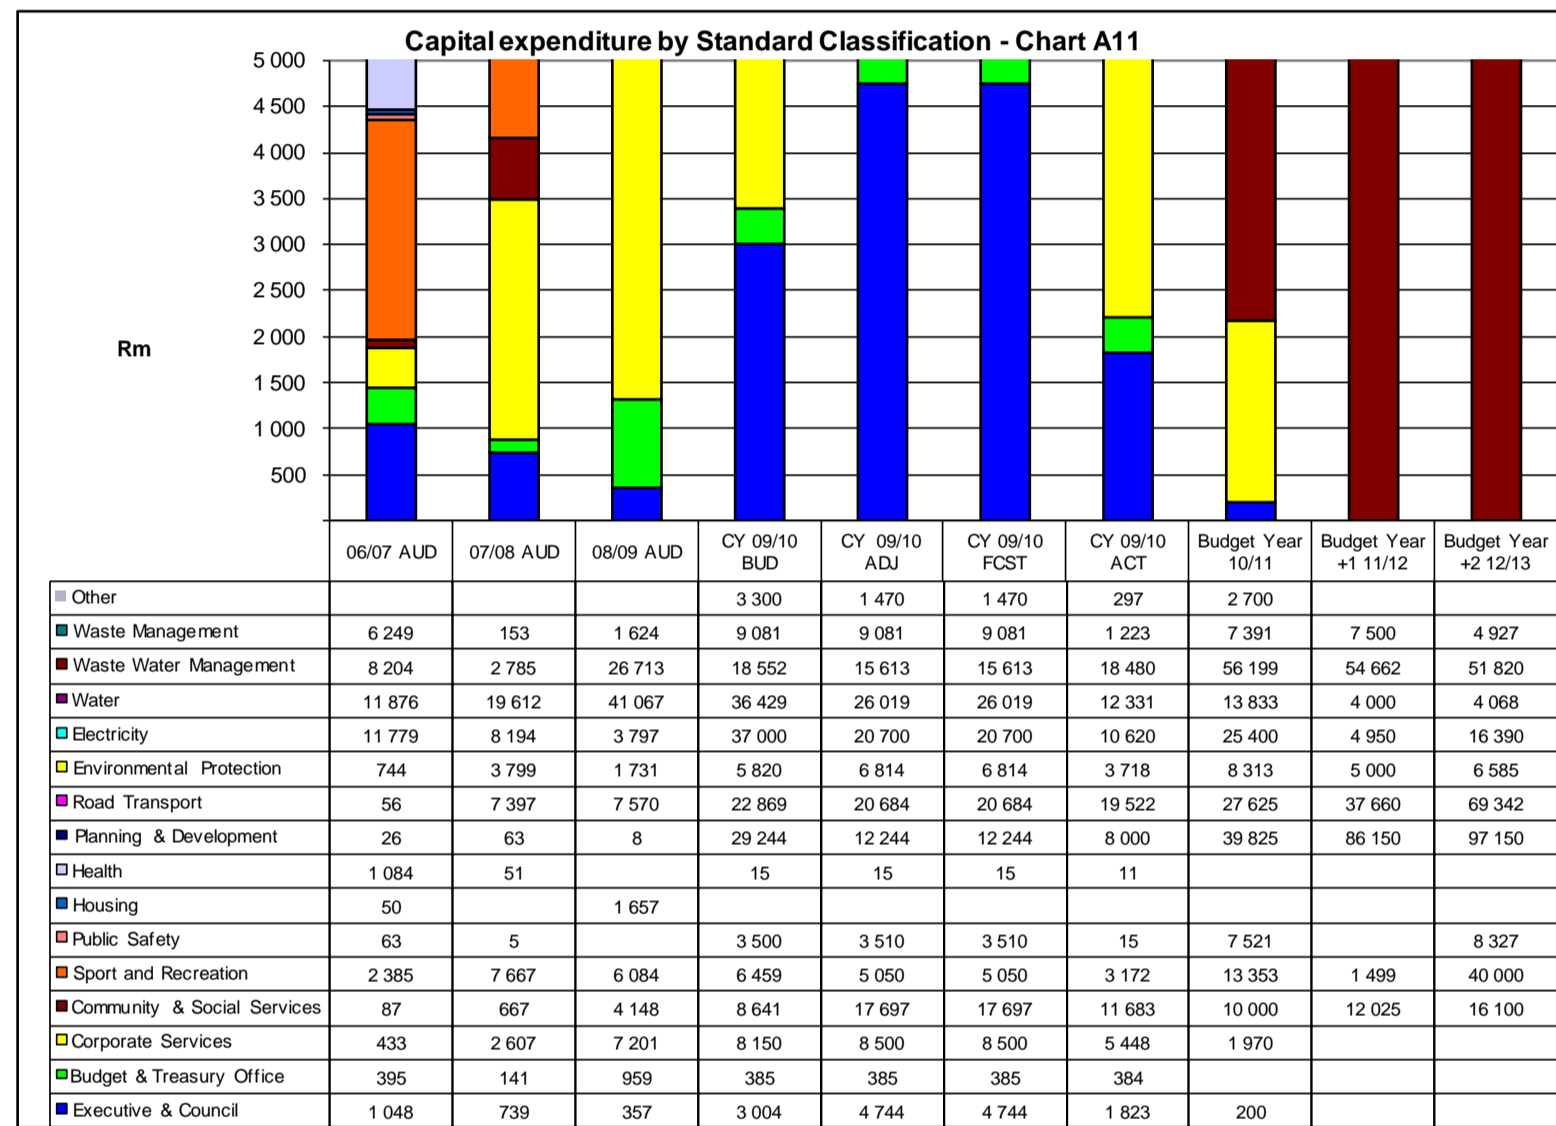 Capital expenditure by Standard Classification - Chart A11
5 000
4 500
4 000
3 500
3 000
2 500
2 000
1 500
1 000
500
Rm
06/07 AUD 07/08 AUD 08/09 AUD CY 09/10 BUD CY 09/10 ADJ CY 09/10 FCST CY 09/10 ACT Budget Year 10/11 Budget Year +1 11/12 Budget Year +2 12/13
Other 3 300 1 470 1 470 297 2 700
Waste Management 6 249 153 1 624 9 081 9 081 9 081 1 223 7 391 7 500 4 927
Waste Water Management 8 204 2 785 26 713 18 552 15 613 15 613 18 480 56 199 54 662 51 820
Water 11 876 19 612 41 067 36 429 26 019 26 019 12 331 13 833 4 000 4 068
Electricity 11 779 8 194 3 797 37 000 20 700 20 700 10 620 25 400 4 950 16 390
Environmental Protection 744 3 799 1 731 5 820 6 814 6 814 3 718 8 313 5 000 6 585
Road Transport 56 7 397 7 570 22 869 20 684 20 684 19 522 27 625 37 660 69 342
Planning & Development 26 63 8 29 244 12 244 12 244 8 000 39 825 86 150 97 150
Health 1 084 51 15 15 15 11
Housing 50 1 657
Public Safety 63 5 3 500 3 510 3 510 15 7 521 8 327
Sport and Recreation 2 385 7 667 6 084 6 459 5 050 5 050 3 172 13 353 1 499 40 000
Community & Social Services 87 667 4 148 8 641 17 697 17 697 11 683 10 000 12 025 16 100
Corporate Services 433 2 607 7 201 8 150 8 500 8 500 5 448 1 970
Budget & Treasury Office 395 141 959 385 385 385 384
Executive & Council 1 048 739 357 3 004 4 744 4 744 1 823 200